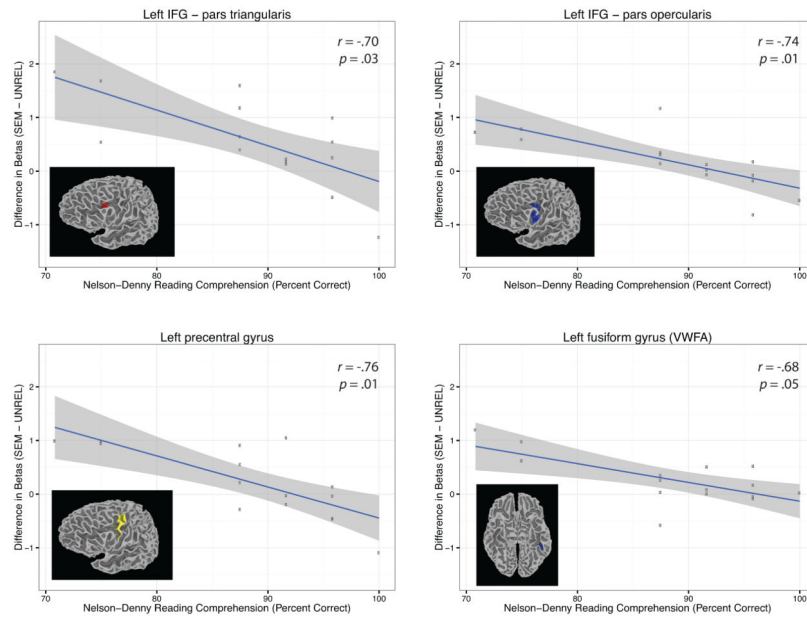 Left IFG − pars triangularis
r = -.70
p = .03
Difference in Betas (SEM − UNREL)
2
1
0
−1
70
80
90
100
Nelson−Denny Reading Comprehension (Percent Correct)
Left IFG − pars opercularis
r = -.74
p = .01
Difference in Betas (SEM − UNREL)
2
1
0
−1
70
80
90
100
Nelson−Denny Reading Comprehension (Percent Correct)
Left precentral gyrus
r = -.76
p = .01
Difference in Betas (SEM − UNREL)
2
1
0
−1
70
80
90
100
Nelson−Denny Reading Comprehension (Percent Correct)
Left fusiform gyrus (VWFA)
r = -.68
p = .05
Difference in Betas (SEM − UNREL)
2
1
0
−1
70
80
90
100
Nelson−Denny Reading Comprehension (Percent Correct)